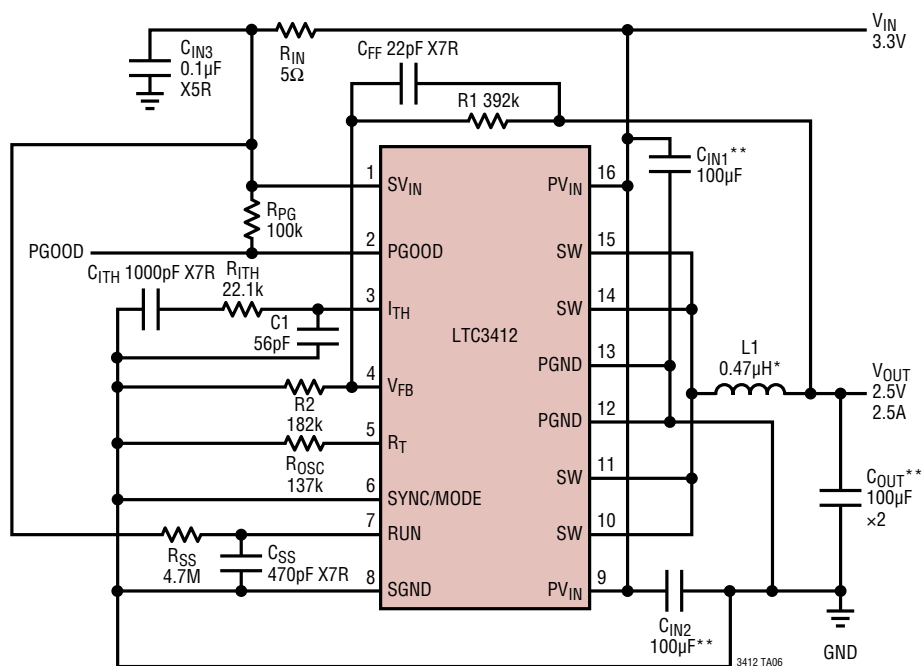 VIN
3.3V
CIN3
0.1µF
X5R
RIN
5Ω
CFF 22pF X7R
R1 392k
CIN1**
100µF
1
SVIN
PVIN
16
RPG
100k
PGOOD
2
PGOOD
SW
15
CITH 1000pF X7R
RITH
22.1k
3
ITH
SW
14
C1
56pF
LTC3412
PGND
13
L1
0.47µH*
VOUT
2.5V
2.5A
4
VFB
R2
182k
PGND
12
5
RT
ROSC
137k
SW
11
6
SYNC/MODE
COUT**
100µF
×2
7
RUN
SW
10
RSS
4.7M
CSS
470pF X7R
8
SGND
PVIN
9
CIN2
100µF**
GND
3412 TA06